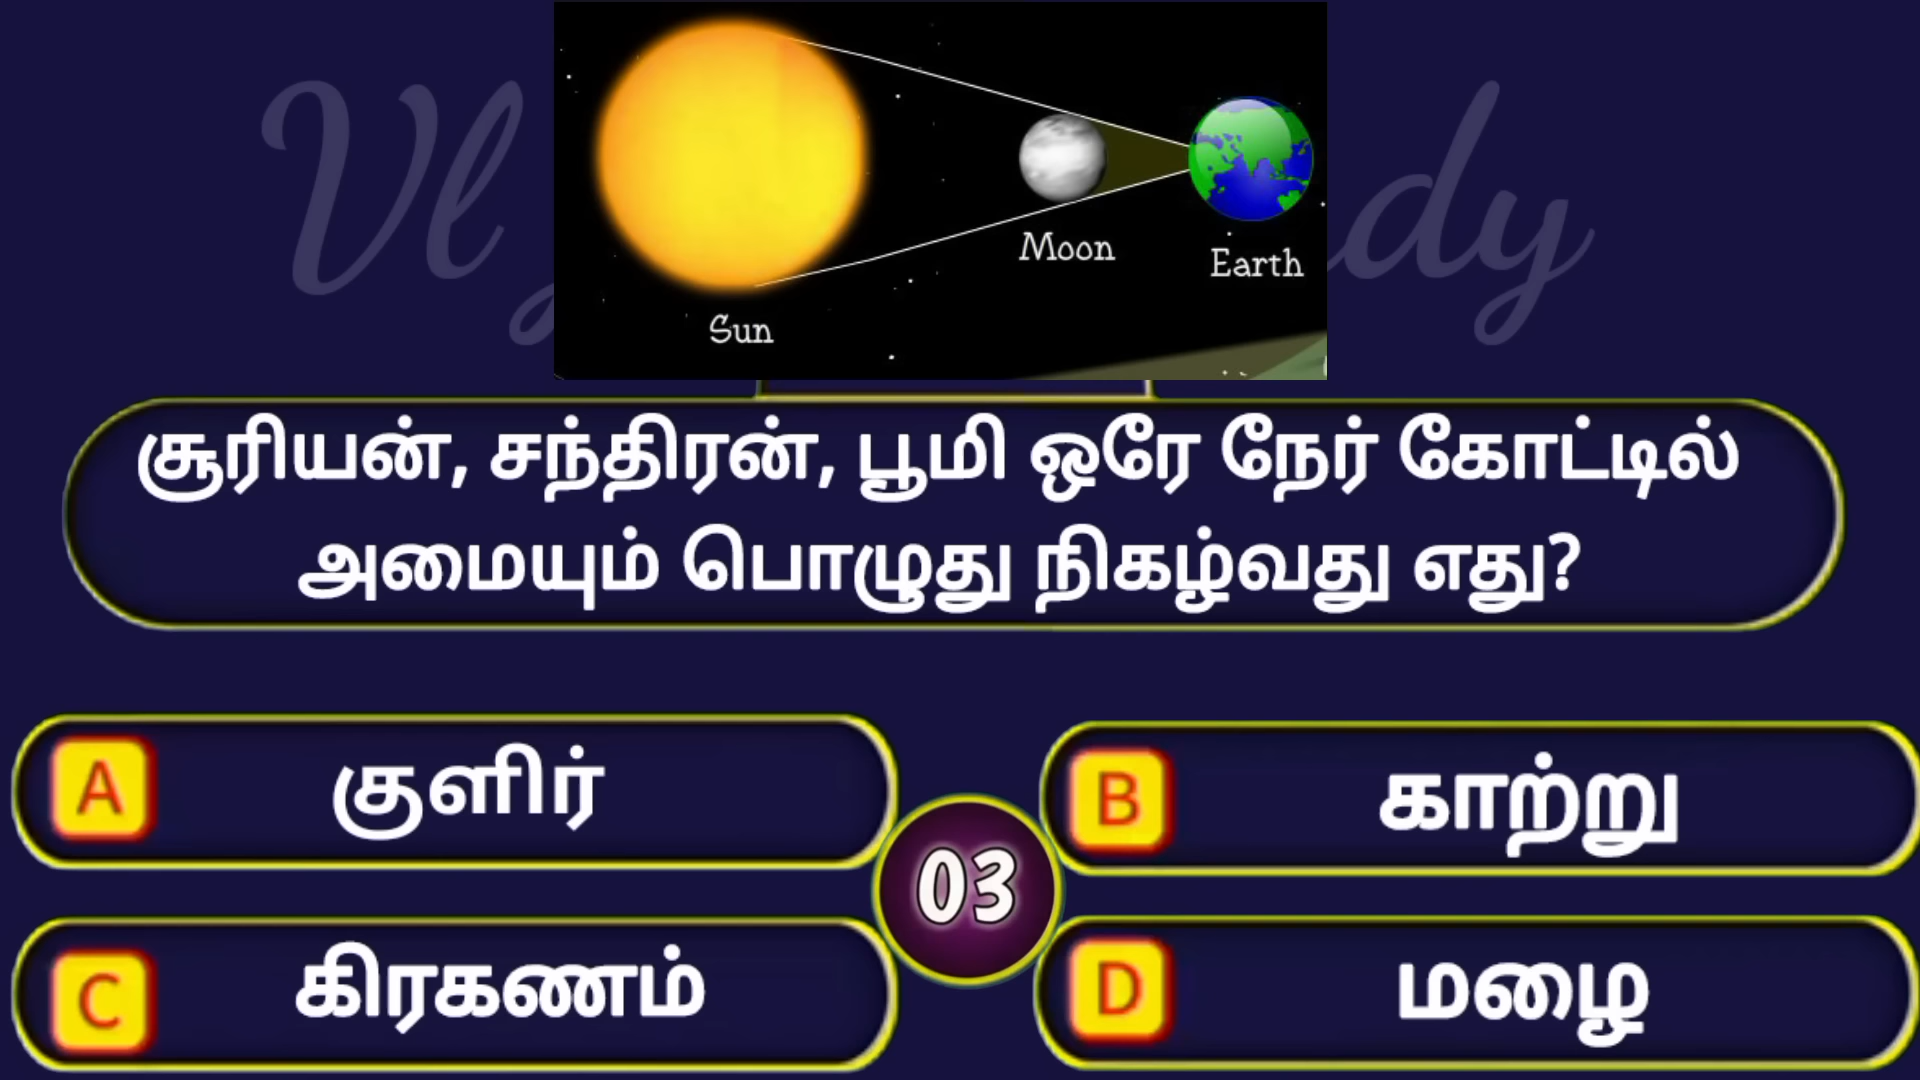 Moon
Earth
Sun
சூரியன், சந்திரன், பூமி ஒரே நேர் கோட்டில்
அமையும் பொழுது நிகழ்வது எது?
A குளிர்
B காற்று
03
C கிரகணம்
D மழை